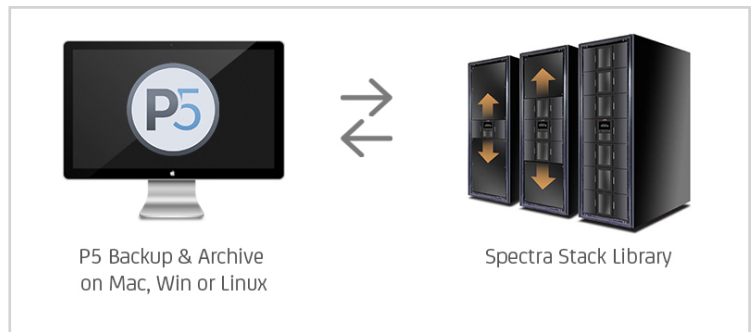 P5
P5 Backup & Archive
on Mac, Win or Linux
Spectra Stack Library